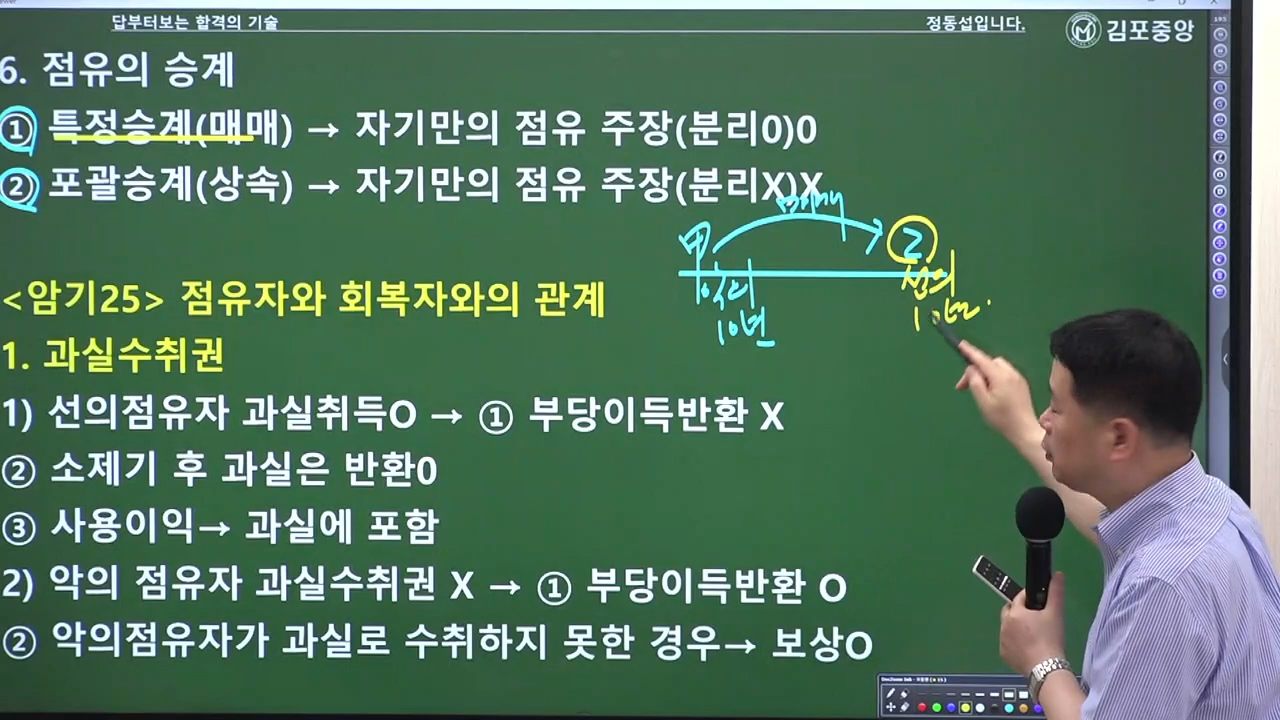 답부터보는 합격의 기술
정동섭입니다.
김포중앙
6. 점유의 승계
① 특정승계(매매) → 자기만의 점유 주장(분리0)0
② 포괄승계(상속) → 자기만의 점유 주장(분리X)X
甲
매매
乙
악의
선의
10년
10년
<암기25> 점유자와 회복자와의 관계
1. 과실수취권
1) 선의점유자 과실취득O → ① 부당이득반환 X
② 소제기 후 과실은 반환0
③ 사용이익→ 과실에 포함
2) 악의 점유자 과실수취권 X → ① 부당이득반환 O
② 악의점유자가 과실로 수취하지 못한 경우→ 보상O